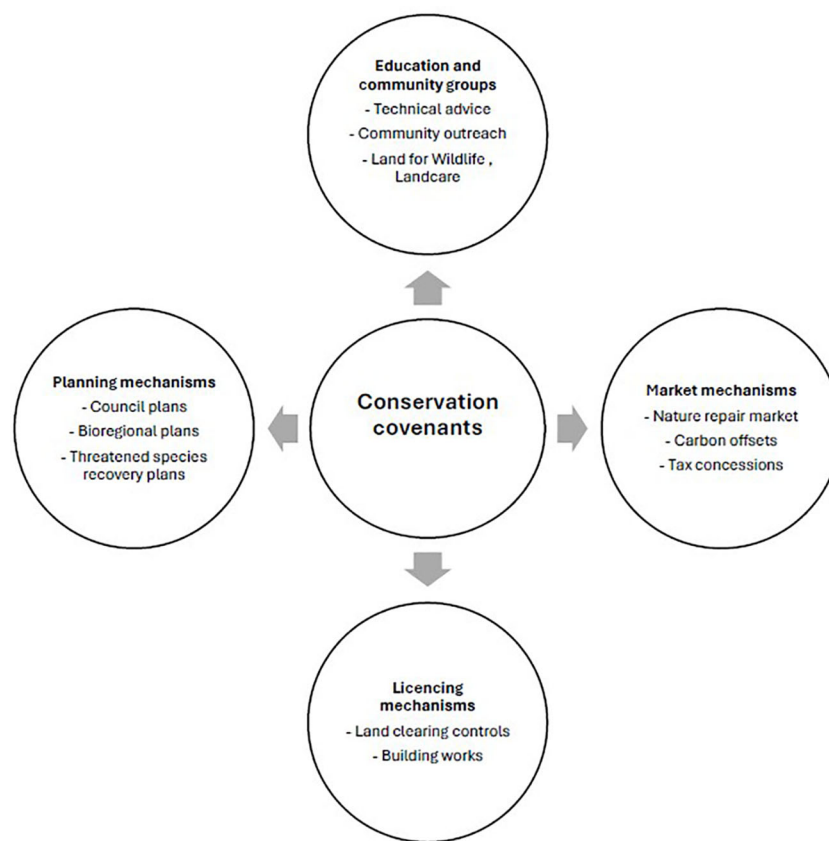 Education and
community groups
- Technical advice
- Community outreach
- Land for Wildlife ,
Landcare
Planning mechanisms
- Council plans
- Bioregional plans
- Threatened species
recovery plans
Conservation
covenants
Market mechanisms
- Nature repair market
- Carbon offsets
- Tax concessions
Licencing
mechanisms
- Land clearing controls
- Building works